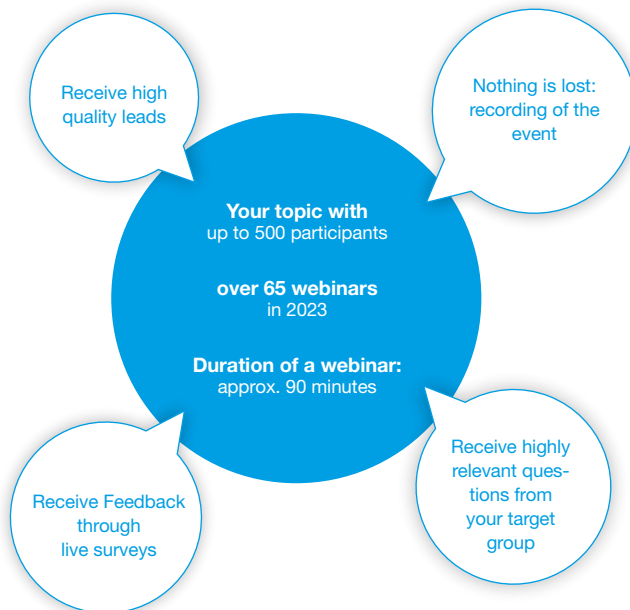 Receive high
quality leads
Nothing is lost:
recording of the
event
Your topic with
up to 500 participants
over 65 webinars
in 2023
Duration of a webinar:
approx. 90 minutes
Receive Feedback
through
live surveys
Receive highly
relevant ques-
tions from
your target
group